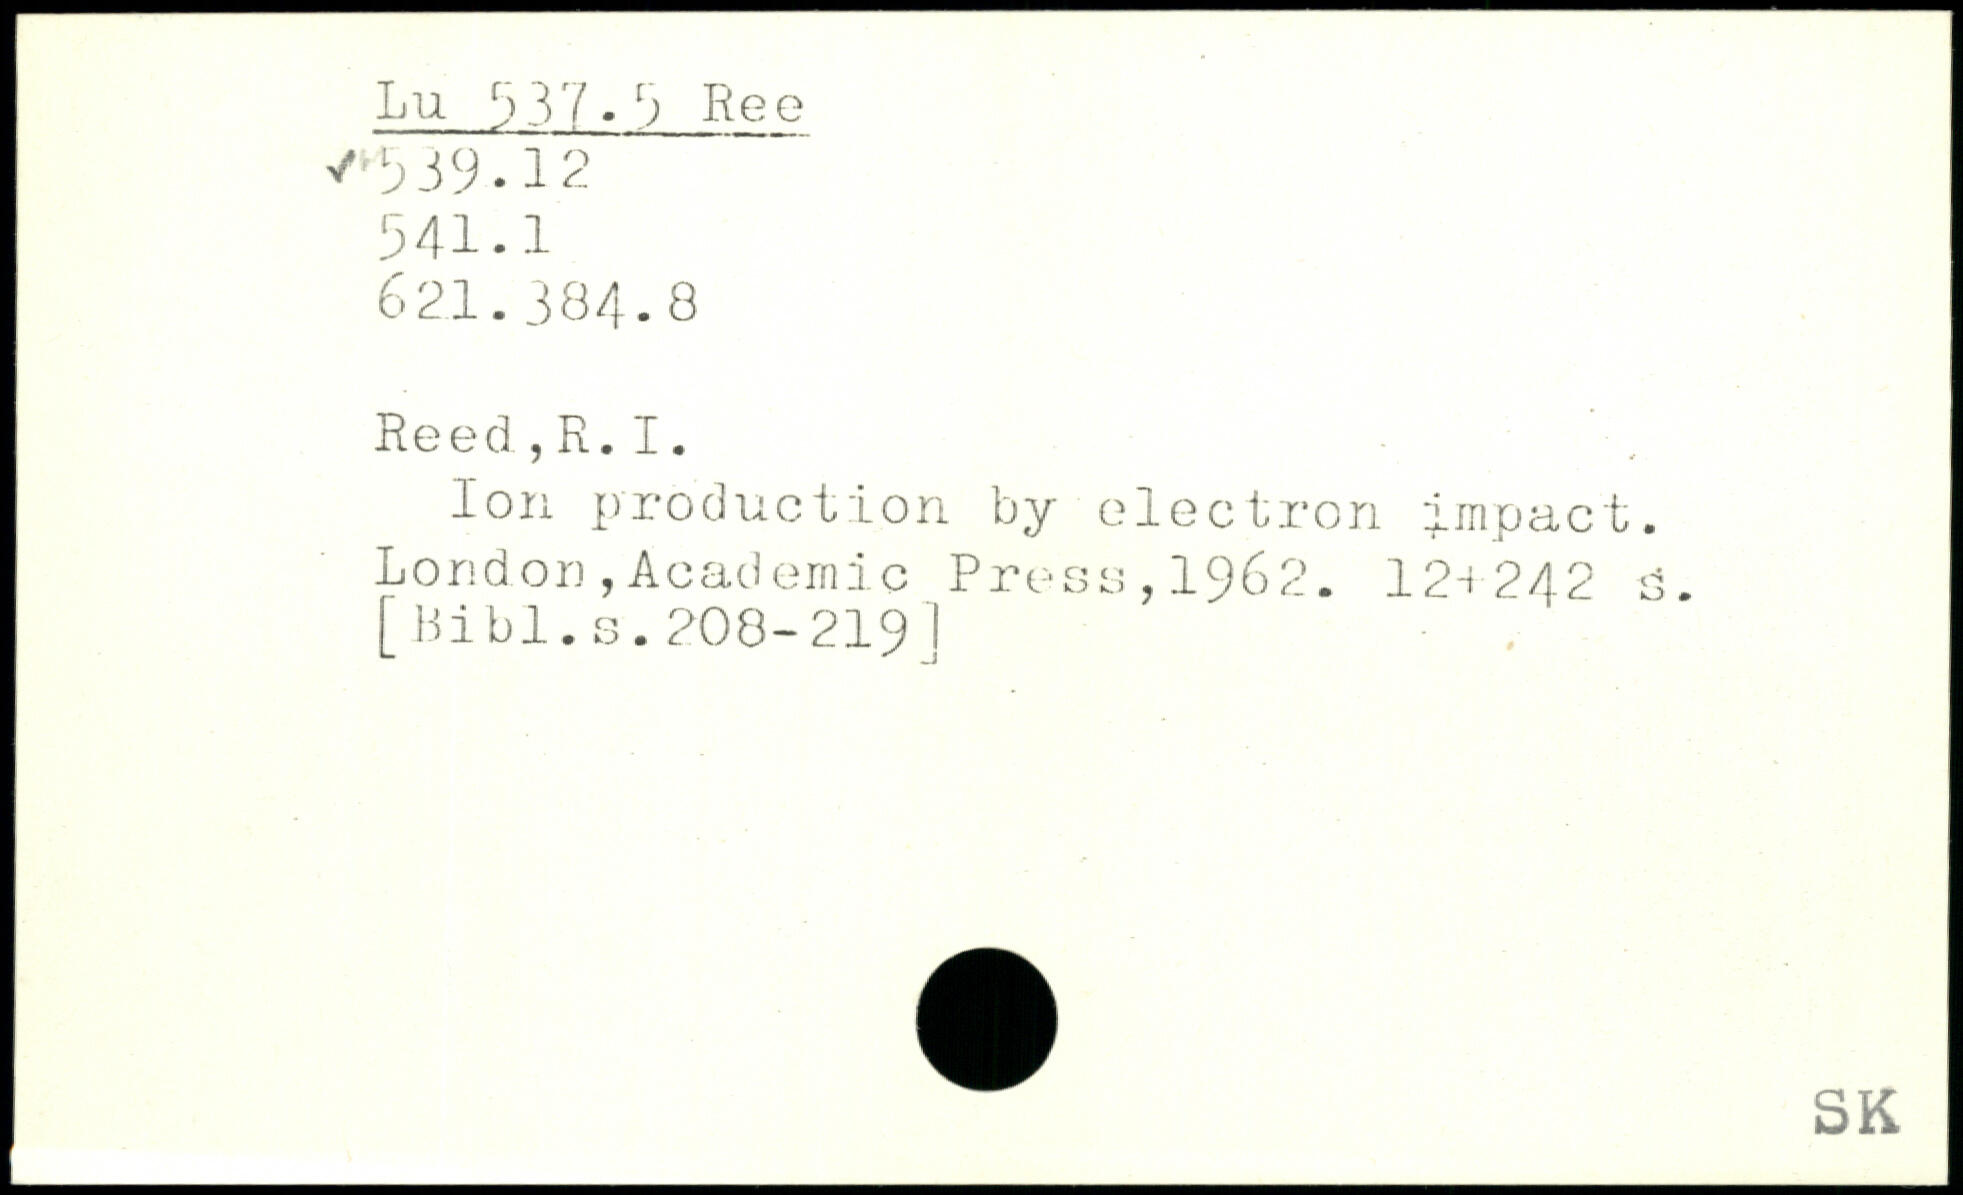 Lu 537.5 Ree
✓539.12
541.1
621.384.8
Reed,R.I.
Ion production by electron impact.
London,Academic Press,1962. 12+242 s.
[Bibl.s.208-219]
SK